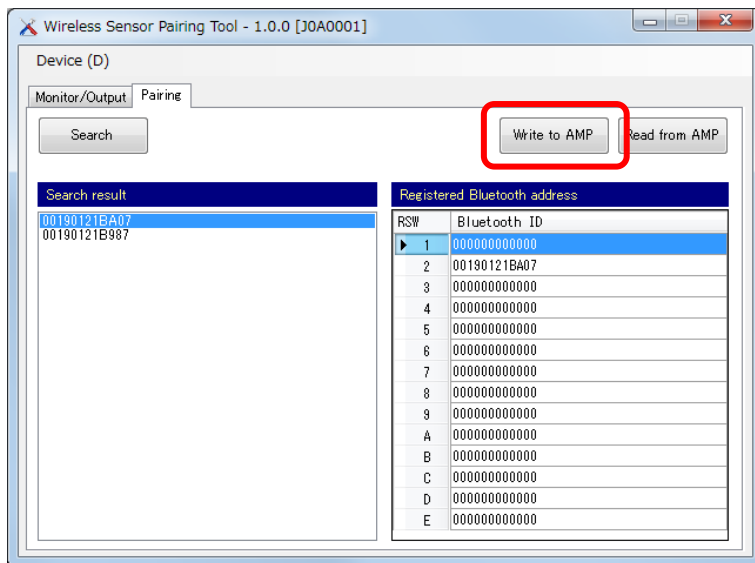 Wireless Sensor Pairing Tool - 1.0.0 [J0A0001]
Device (D)
Monitor/Output Pairing
Search Write to AMP Read from AMP
Search result
00190121BA07
00190121B987
Registered Bluetooth address
RSW Bluetooth ID
1 000000000000
2 00190121BA07
3 000000000000
4 000000000000
5 000000000000
6 000000000000
7 000000000000
8 000000000000
9 000000000000
A 000000000000
B 000000000000
C 000000000000
D 000000000000
E 000000000000